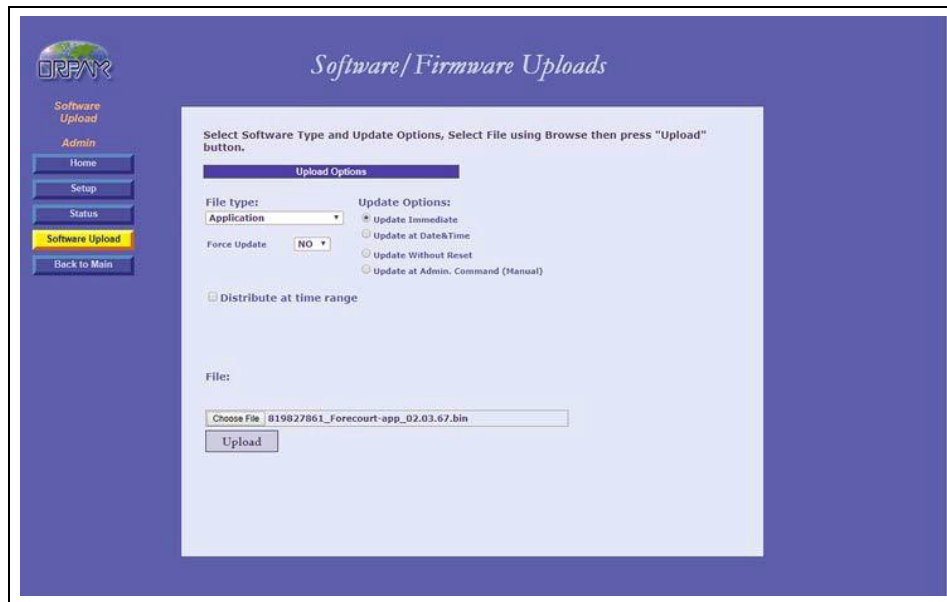 ORPAK
Software/Firmware Uploads
Software
Upload
Admin
Home
Setup
Status
Software Upload
Back to Main
Select Software Type and Update Options, Select File using Browse then press "Upload"
button.
Upload Options
File type:
Application
Force Update NO
Update Options:
Update Immediate
Update at Date&Time
Update Without Reset
Update at Admin. Command (Manual)
Distribute at time range
File:
Choose File 819827861_Forecourt-app_02.03.67.bin
Upload